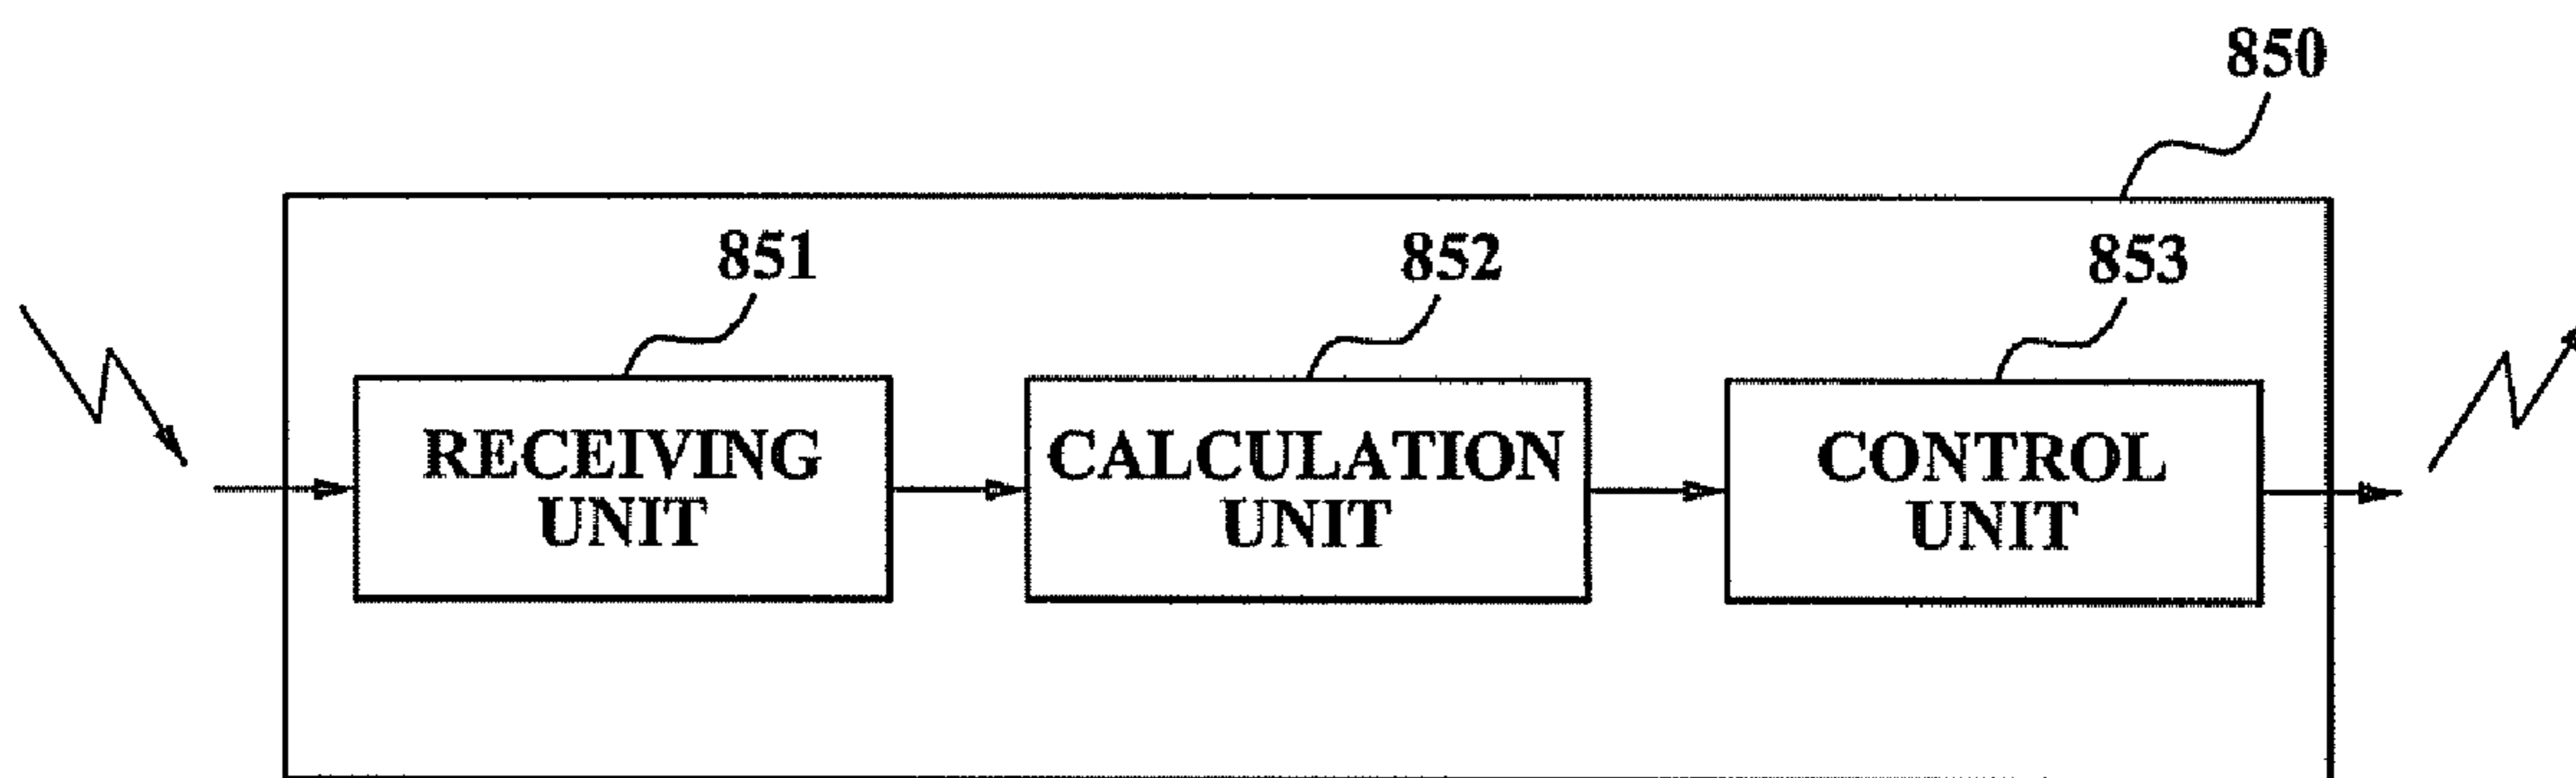 850
851
852
853
RECEIVING
UNIT
CALCULATION
UNIT
CONTROL
UNIT